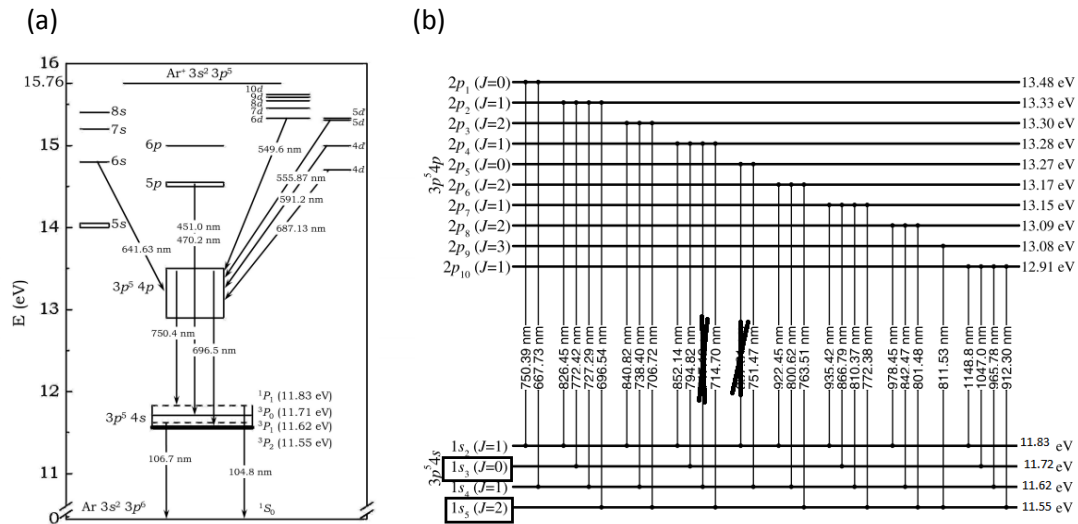 (a)
(b)
16
15.76
15
14
13
12
11
0
E (eV)
Ar⁺ 3s² 3p⁵
10d
9d
8d
7d
6d
5d
5d
4d
4d
8s
7s
6p
6s
5p
5s
549.6 nm
555.87 nm
591.2 nm
687.13 nm
451.0 nm
470.2 nm
641.63 nm
3p⁵ 4p
750.4 nm
696.5 nm
3p⁵ 4s
¹P₁ (11.83 eV)
³P₀ (11.71 eV)
³P₁ (11.62 eV)
³P₂ (11.55 eV)
106.7 nm
104.8 nm
Ar 3s² 3p⁶
¹S₀
3p⁵4p
2p₁ (J=0) 13.48 eV
2p₂ (J=1) 13.33 eV
2p₃ (J=2) 13.30 eV
2p₄ (J=1) 13.28 eV
2p₅ (J=0) 13.27 eV
2p₆ (J=2) 13.17 eV
2p₇ (J=1) 13.15 eV
2p₈ (J=2) 13.09 eV
2p₉ (J=3) 13.08 eV
2p₁₀ (J=1) 12.91 eV
750.39 nm
667.73 nm
826.45 nm
772.42 nm
727.29 nm
696.54 nm
840.82 nm
738.40 nm
706.72 nm
852.14 nm
794.82 nm
714.70 nm
751.47 nm
922.45 nm
800.62 nm
763.51 nm
935.42 nm
866.79 nm
810.37 nm
772.38 nm
978.45 nm
842.47 nm
801.48 nm
811.53 nm
1148.8 nm
1047.0 nm
965.78 nm
912.30 nm
3p⁵4s
1s₂ (J=1) 11.83 eV
1s₃ (J=0) 11.72 eV
1s₄ (J=1) 11.62 eV
1s₅ (J=2) 11.55 eV